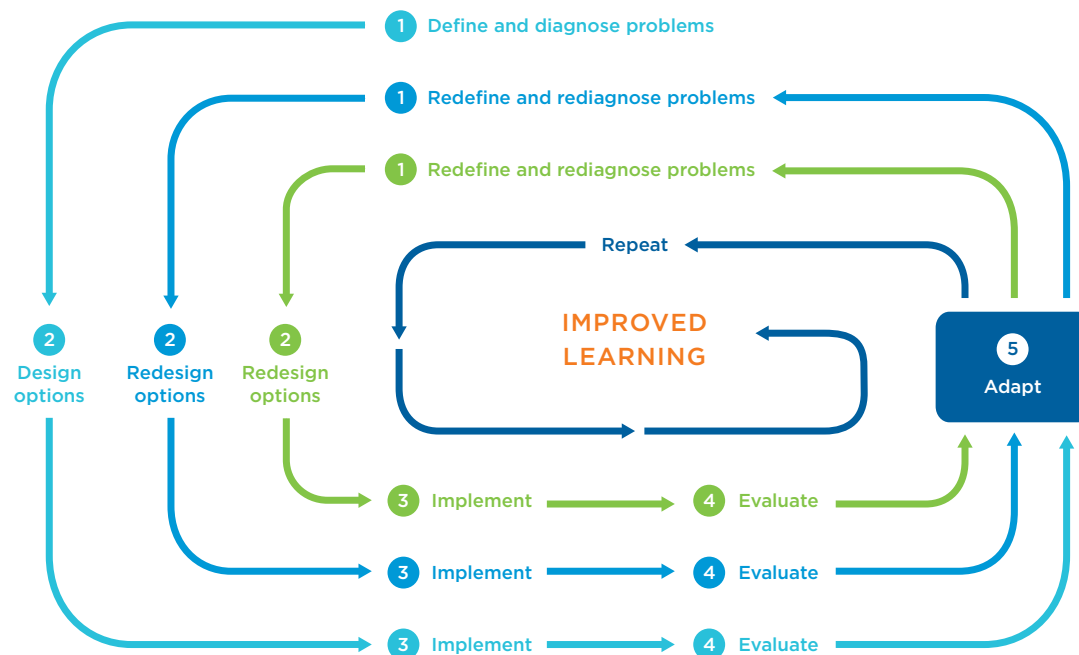 1 Define and diagnose problems
1 Redefine and rediagnose problems
1 Redefine and rediagnose problems
Repeat
IMPROVED
LEARNING
2
Design
options
2
Redesign
options
2
Redesign
options
5
Adapt
3 Implement
4 Evaluate
3 Implement
4 Evaluate
3 Implement
4 Evaluate